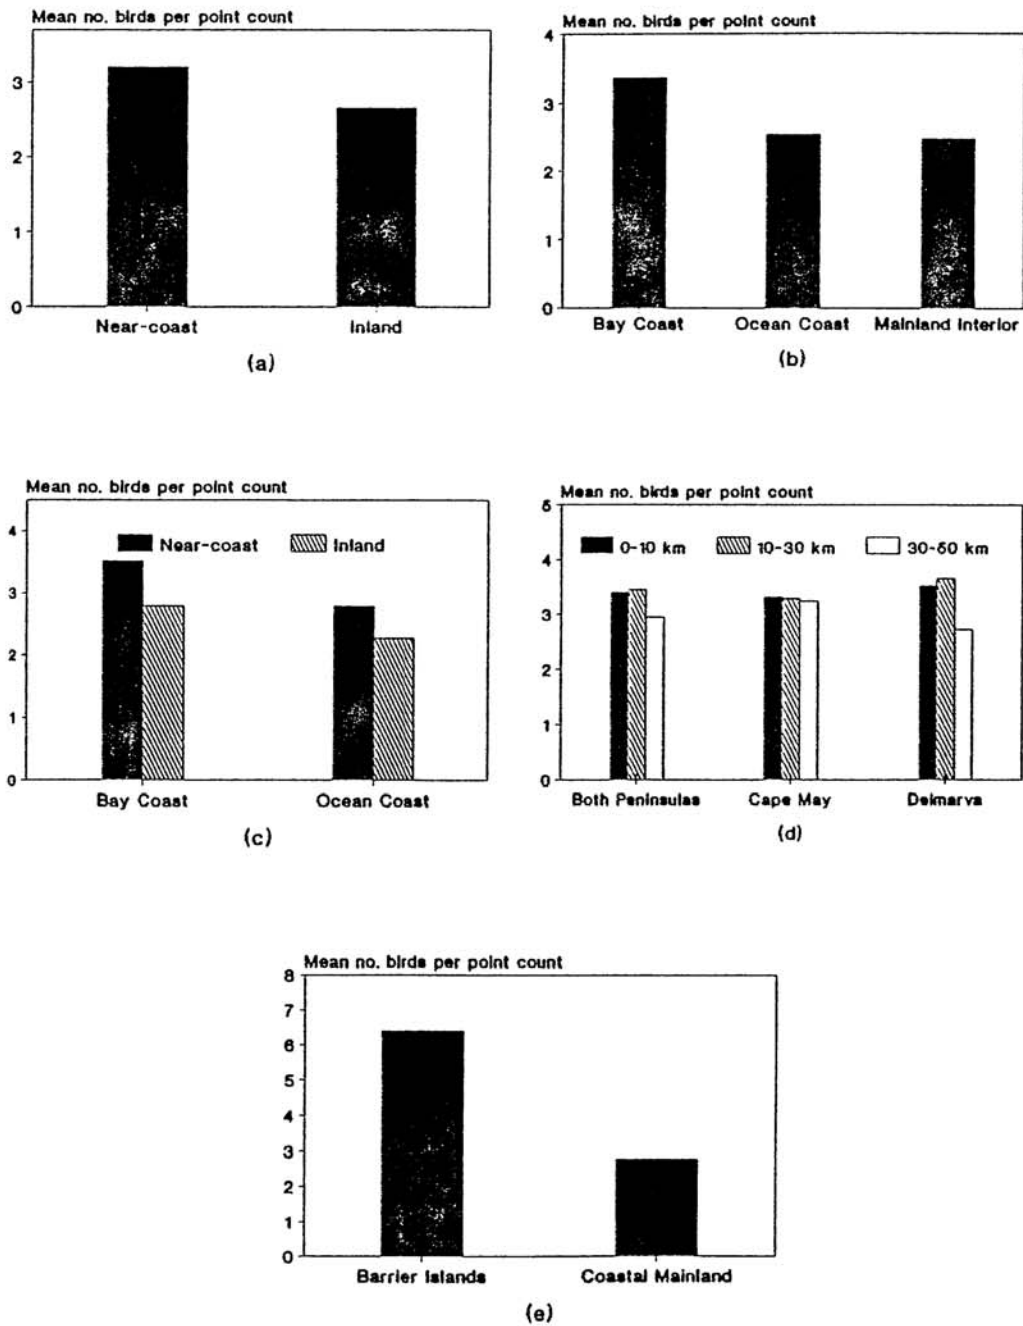 Mean no. birds per point count
3
2
1
0
Near-coast Inland
(a)
Mean no. birds per point count
4
3
2
1
0
Bay Coast Ocean Coast Mainland Interior
(b)
Mean no. birds per point count
4
3
2
1
0
Near-coast Inland
Bay Coast Ocean Coast
(c)
Mean no. birds per point count
5
4
3
2
1
0
0-10 km 10-30 km 30-50 km
Both Peninsulas Cape May Delmarva
(d)
Mean no. birds per point count
8
7
6
5
4
3
2
1
0
Barrier Islands Coastal Mainland
(e)